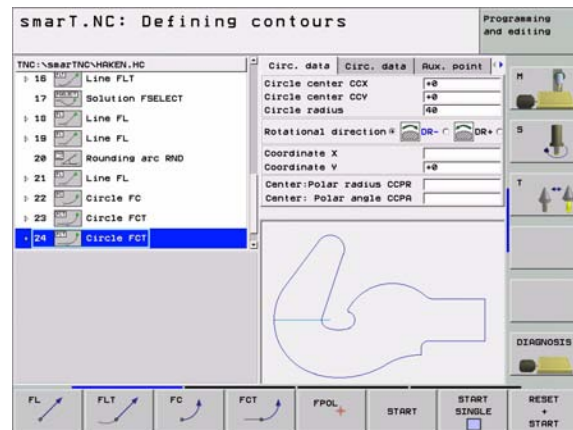 smarT.NC: Defining contours
Programming and editing
TNC:\smarTNC\HAKEN.HC
16 Line FLT
17 Solution FSELECT
18 Line FL
19 Line FL
20 Rounding arc RND
21 Line FL
22 Circle FC
23 Circle FCT
24 Circle FCT
Circ. data Circ. data Aux. point
Circle center CCX +0
Circle center CCY +0
Circle radius 40
Rotational direction DR- DR+
Coordinate X
Coordinate Y +0
Center:Polar radius CCPR
Center: Polar angle CCPA
M
S
T
DIAGNOSIS
FL
FLT
FC
FCT
FPOL
START
START SINGLE
RESET + START